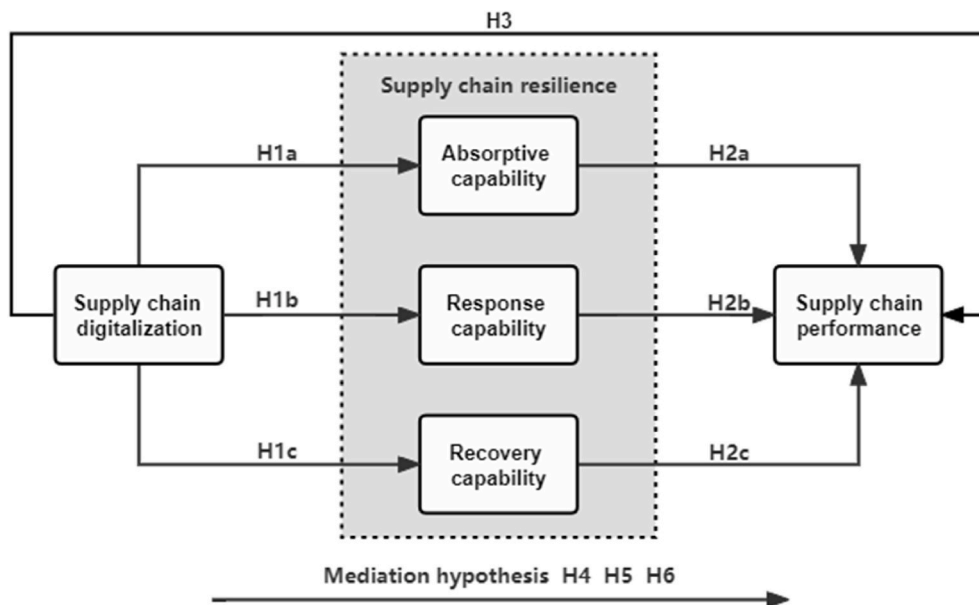 H3
Supply chain resilience
H1a
Absorptive
capability
H2a
Supply chain
digitalization
H1b
Response
capability
H2b
Supply chain
performance
H1c
Recovery
capability
H2c
Mediation hypothesis H4 H5 H6